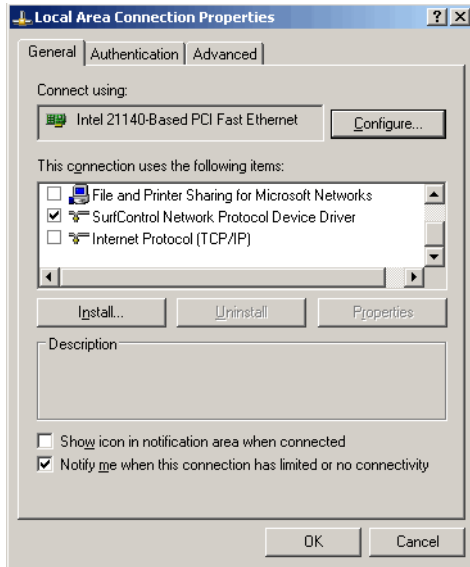 Local Area Connection Properties
General Authentication Advanced
Connect using:
Intel 21140-Based PCI Fast Ethernet
Configure...
This connection uses the following items:
File and Printer Sharing for Microsoft Networks
SurfControl Network Protocol Device Driver
Internet Protocol (TCP/IP)
Install... Uninstall Properties
Description
Show icon in notification area when connected
Notify me when this connection has limited or no connectivity
OK Cancel